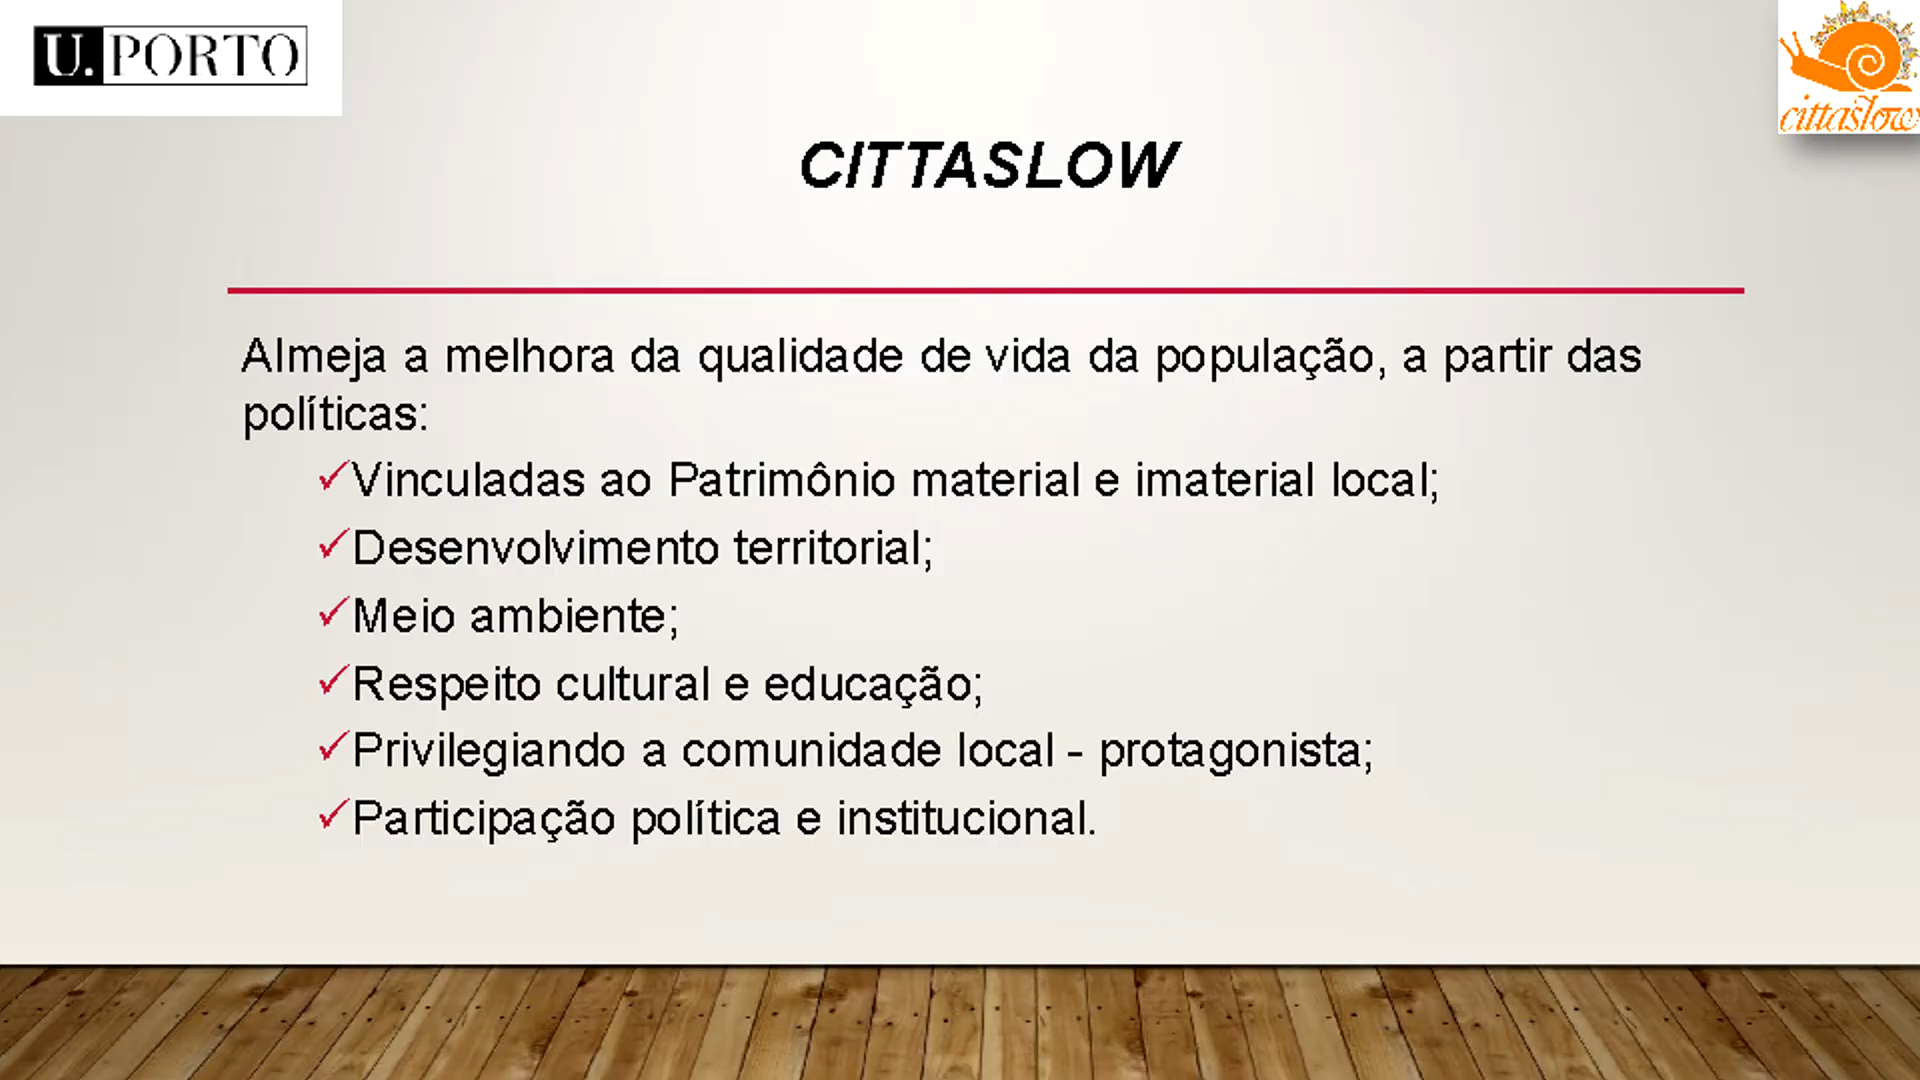 U.PORTO
cittaslow
CITTASLOW
Almeja a melhora da qualidade de vida da população, a partir das
políticas:
✓Vinculadas ao Patrimônio material e imaterial local;
✓Desenvolvimento territorial;
✓Meio ambiente;
✓Respeito cultural e educação;
✓Privilegiando a comunidade local - protagonista;
✓Participação política e institucional.